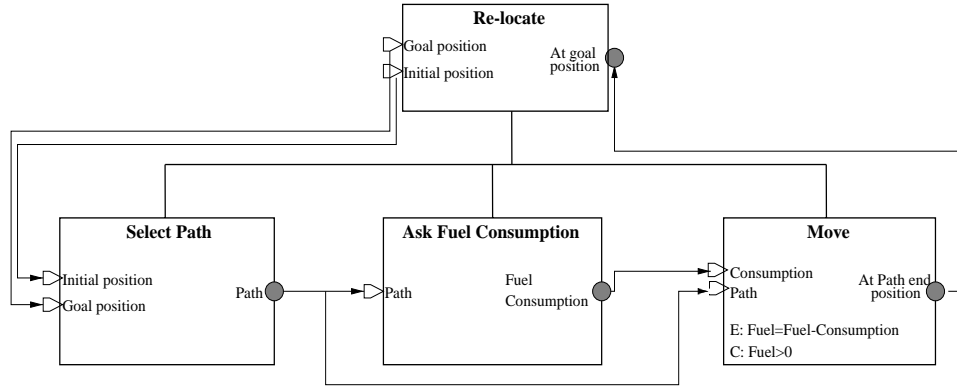 Re-locate
Goal position
Initial position
At goal
position
Select Path
Initial position
Goal position
Path
Ask Fuel Consumption
Path
Fuel
Consumption
Move
Consumption
Path
At Path end
position
E: Fuel=Fuel-Consumption
C: Fuel>0